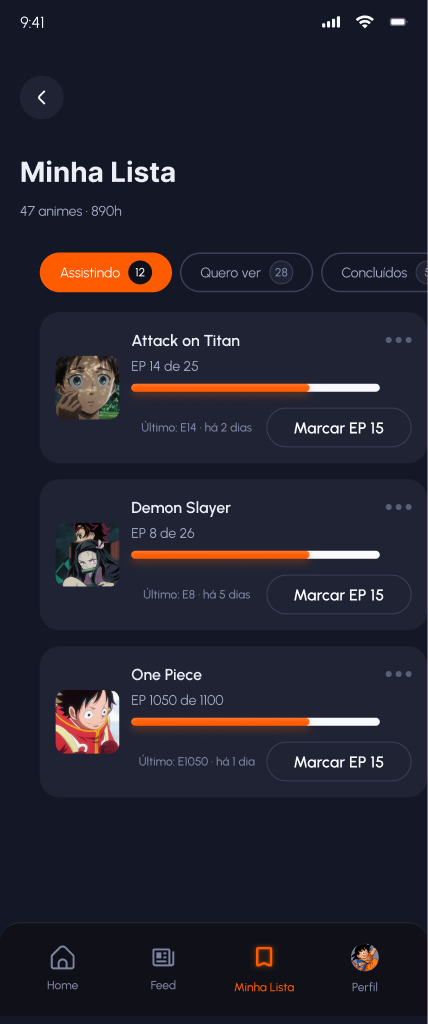 9:41
Minha Lista
47 animes · 890h
Assistindo 12
Quero ver 28
Concluídos
Attack on Titan
EP 14 de 25
Último: E14 · há 2 dias
Marcar EP 15
Demon Slayer
EP 8 de 26
Último: E8 · há 5 dias
Marcar EP 15
One Piece
EP 1050 de 1100
Último: E1050 · há 1 dia
Marcar EP 15
Home
Feed
Minha Lista
Perfil